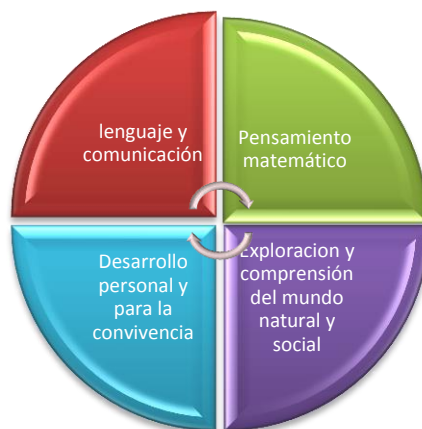 lenguaje y
comunicación
Pensamiento
matemático
Desarrollo
personal y
para la
convivencia
Exploracion y
comprensión
del mundo
natural y
social